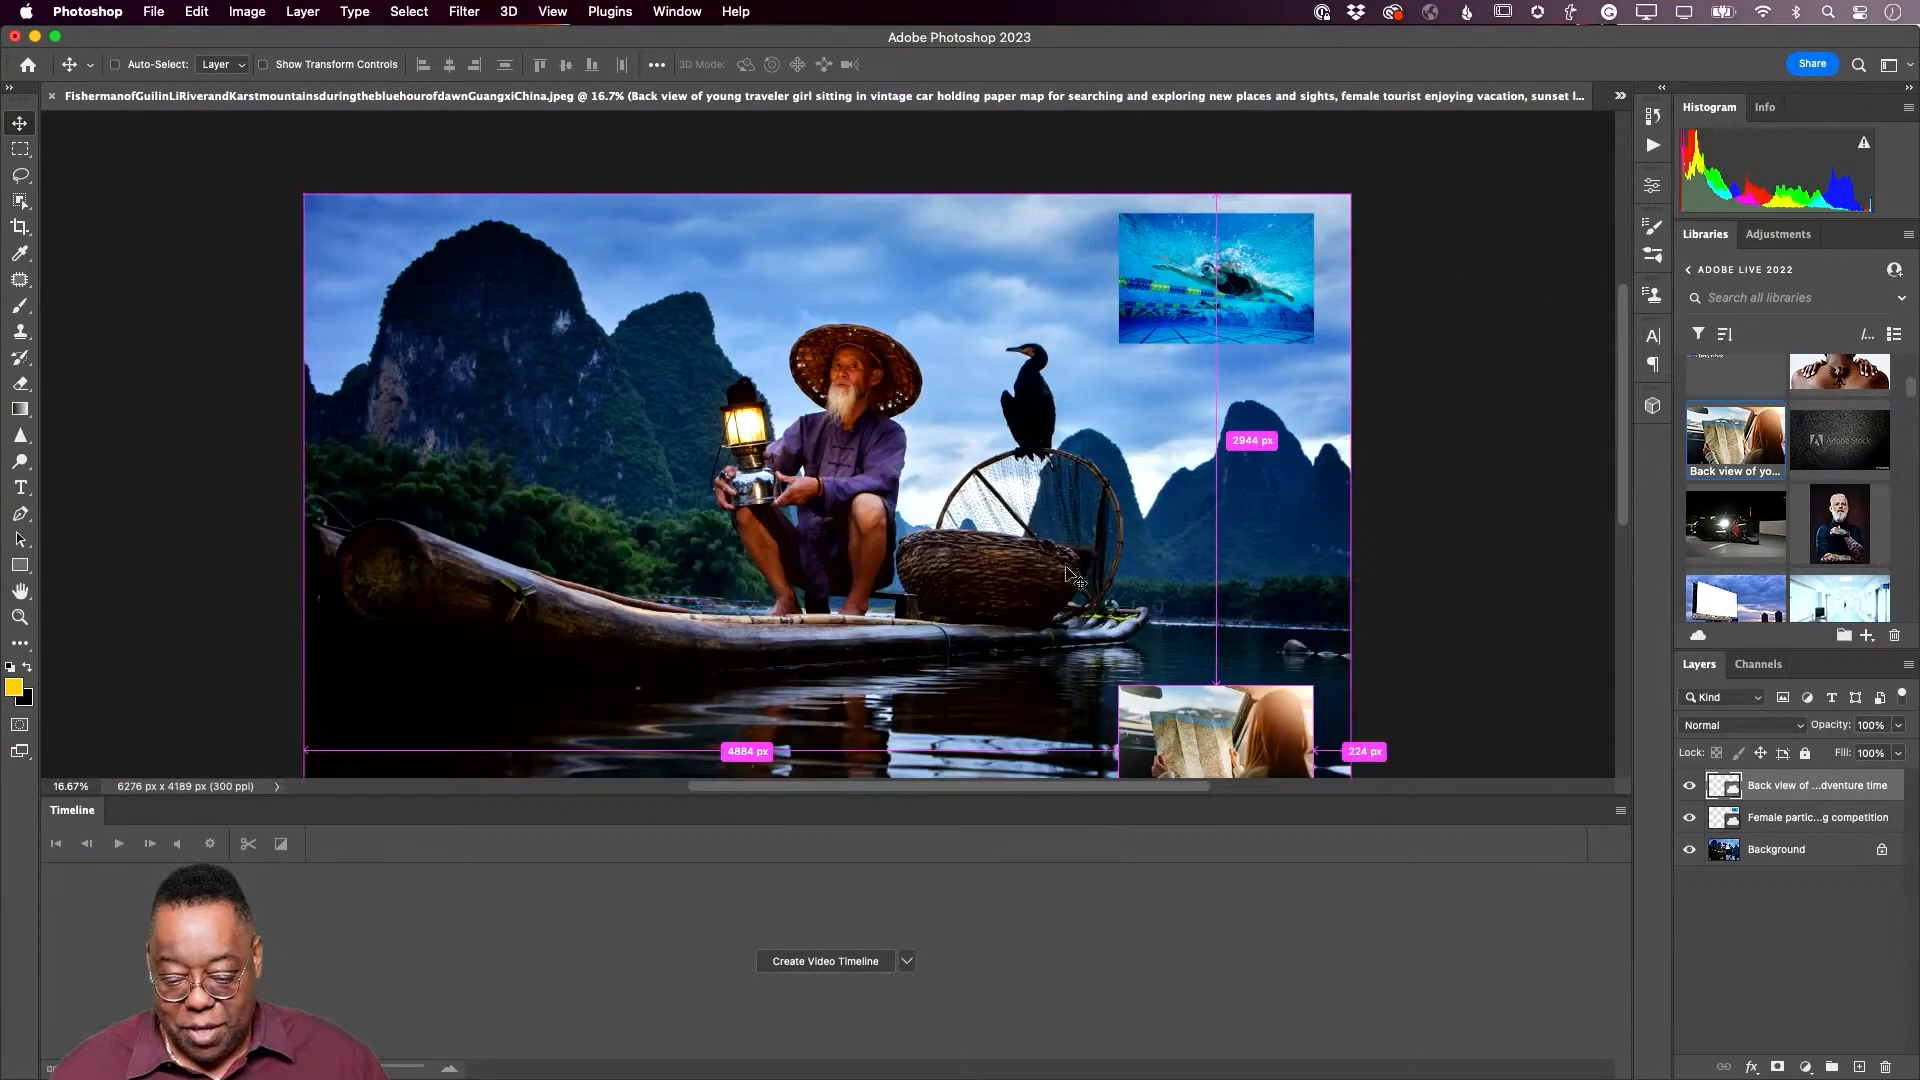 Photoshop File Edit Image Layer Type Select Filter 3D View Plugins Window Help
Adobe Photoshop 2023
Auto-Select: Layer Show Transform Controls 3D Mode: Share
FishermanofGuilinLiRiverandKarstmountainsduringthebluehourofdawnGuangxiChina.jpeg @ 16.7% (Back view of young traveler girl sitting in vintage car holding paper map for searching and exploring new places and sights, female tourist enjoying vacation, sunset l...
Histogram Info
Libraries Adjustments
ADOBE LIVE 2022
Search all libraries
/...
Adobe Stock
Back view of yo...
2944 px
4884 px
224 px
16.67% 6276 px x 4189 px (300 ppi)
Timeline
Create Video Timeline
Layers Channels
Kind
Normal Opacity: 100%
Lock: Fill: 100%
Back view of ...dventure time
Female partic...g competition
Background
fx